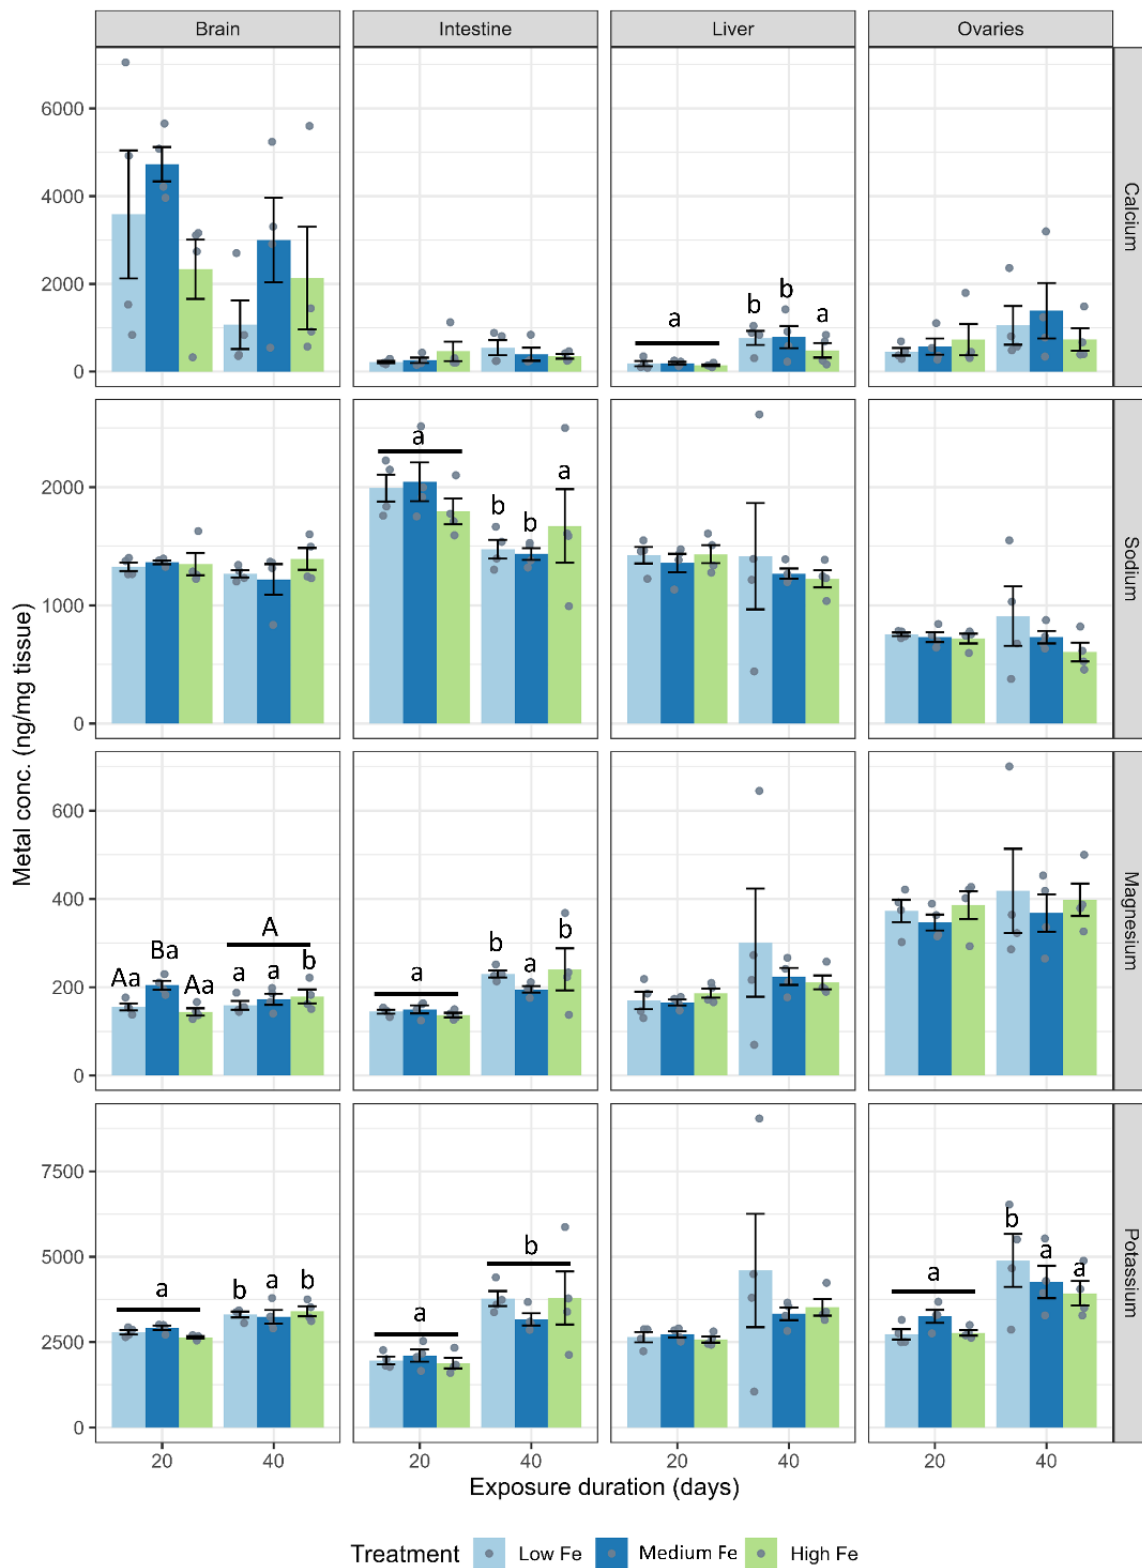 Brain Intestine Liver Ovaries
6000
4000
2000
0
b b a
a
Calcium
2000
1000
0
a
b b a
Sodium
600
400
200
0
Aa Ba Aa A
a a b
a b a b
Magnesium
7500
5000
2500
0
a b a b
a b
a b a a
Potassium
20 40 20 40 20 40 20 40
Metal conc. (ng/mg tissue)
Exposure duration (days)
Treatment Low Fe Medium Fe High Fe